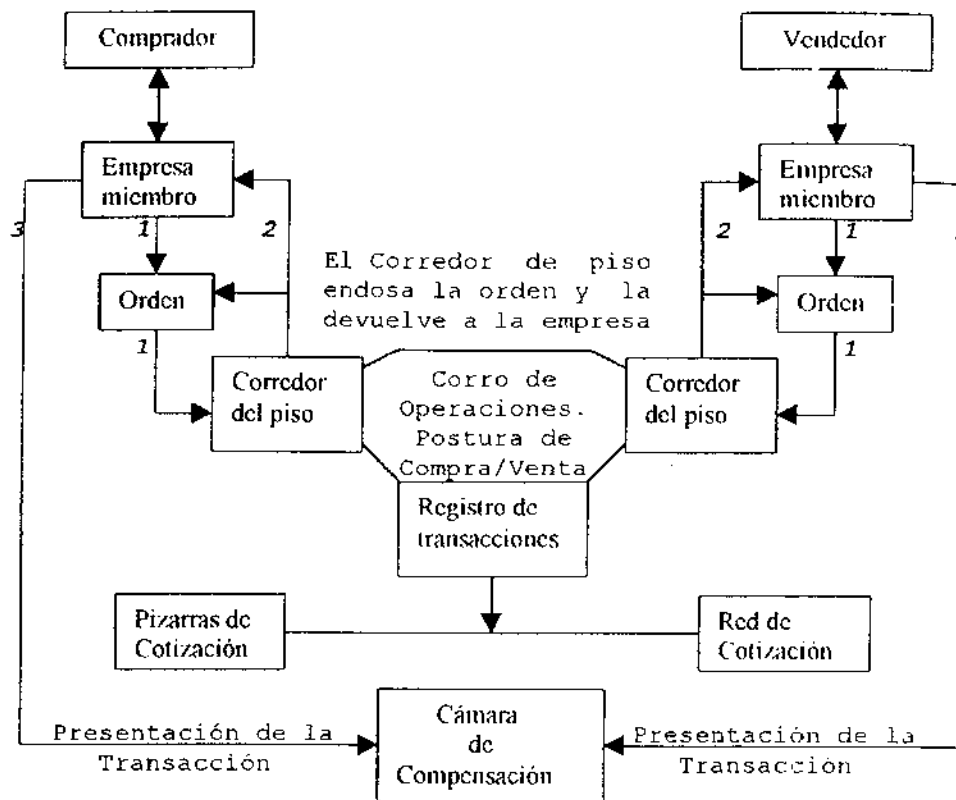 Comprador
Vendedor
Empresa
miembro
Empresa
miembro
3
1
2
2
1
El Corredor de piso
endosa la orden y la
devuelve a la empresa
Orden
Orden
1
1
Corredor
del piso
Corro de
Operaciones.
Postura de
Compra/Venta
Corredor
del piso
Registro de
transacciones
Pizarras de
Cotización
Red de
Cotización
Cámara
de
Compensación
Presentación de la
Transacción
Presentación de la
Transacción